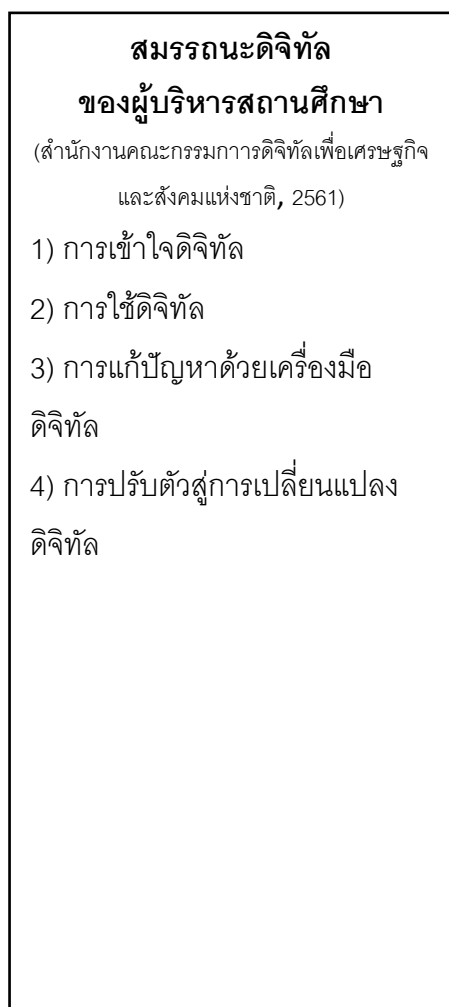 สมรรถนะดิจิทัล
ของผู้บริหารสถานศึกษา
(สำนักงานคณะกรรมกาารดิจิทัลเพื่อเศรษฐกิจ
และสังคมแห่งชาติ, 2561)
1) การเข้าใจดิจิทัล
2) การใช้ดิจิทัล
3) การแก้ปัญหาด้วยเครื่องมือ
ดิจิทัล
4) การปรับตัวสู่การเปลี่ยนแปลง
ดิจิทัล